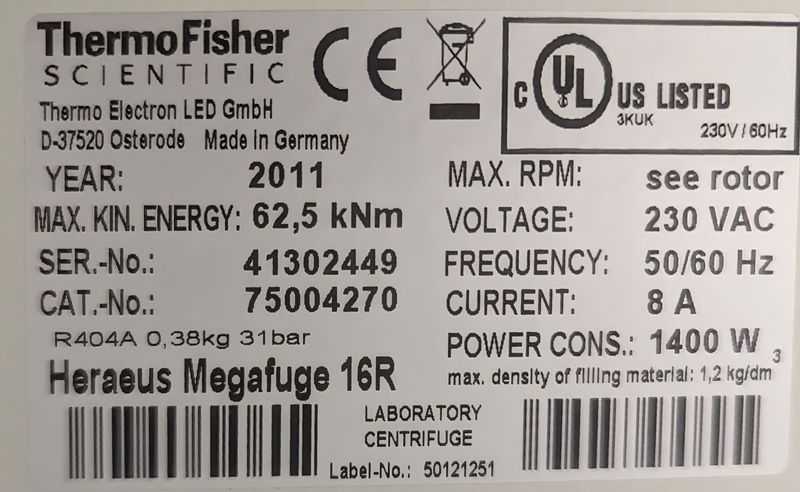 ThermoFisher
SCIENTIFIC
Thermo Electron LED GmbH
D-37520 Osterode Made in Germany
CE
C UL US LISTED
3KUK
230V / 60Hz
YEAR: 2011
MAX. KIN. ENERGY: 62,5 kNm
SER.-No.: 41302449
CAT.-No.: 75004270
R404A 0,38kg 31bar
Heraeus Megafuge 16R
MAX. RPM: see rotor
VOLTAGE: 230 VAC
FREQUENCY: 50/60 Hz
CURRENT: 8 A
POWER CONS.: 1400 W
max. density of filling material: 1,2 kg/dm3
LABORATORY
CENTRIFUGE
Label-No.: 50121251